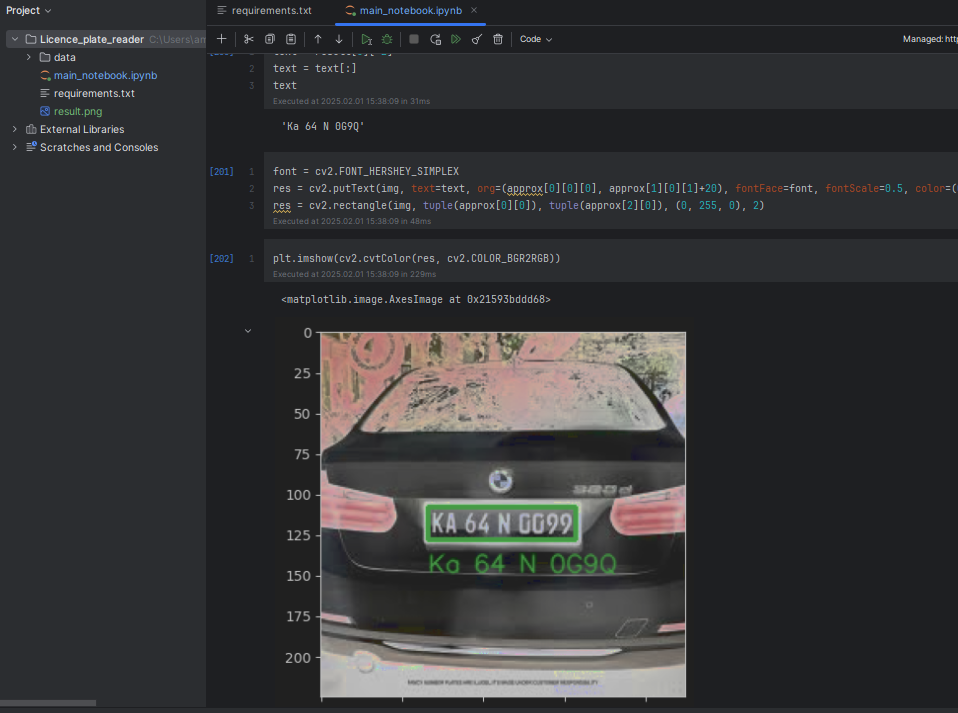 Project
requirements.txt
main_notebook.ipynb
Licence_plate_reader C:\Users\
data
main_notebook.ipynb
requirements.txt
result.png
External Libraries
Scratches and Consoles
Code
Managed: http
2 text = text[:]
3 text
Executed at 2025.02.01 15:38:09 in 31ms
'Ka 64 N 0G9Q'
[201] 1 font = cv2.FONT_HERSHEY_SIMPLEX
2 res = cv2.putText(img, text=text, org=(approx[0][0][0], approx[1][0][1]+20), fontFace=font, fontScale=0.5, color=(
3 res = cv2.rectangle(img, tuple(approx[0][0]), tuple(approx[2][0]), (0, 255, 0), 2)
Executed at 2025.02.01 15:38:09 in 48ms
[202] 1 plt.imshow(cv2.cvtColor(res, cv2.COLOR_BGR2RGB))
Executed at 2025.02.01 15:38:09 in 229ms
<matplotlib.image.AxesImage at 0x21593bddd68>
0
25
50
75
100
125
150
175
200
KA 64 N 0099
Ka 64 N 0G9Q